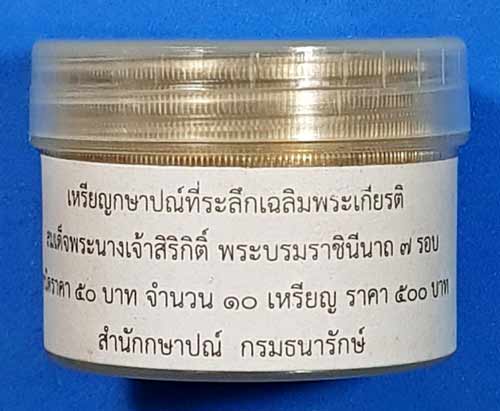 เหรียญกษาปณ์ที่ระลึกเฉลิมพระเกียรติ
สมเด็จพระนางเจ้าสิริกิติ์ พระบรมราชินีนาถ ๗ รอบ
ราคา ๕๐ บาท จำนวน ๑๐ เหรียญ ราคา ๕๐๐ บาท
สำนักกษาปณ์ กรมธนารักษ์